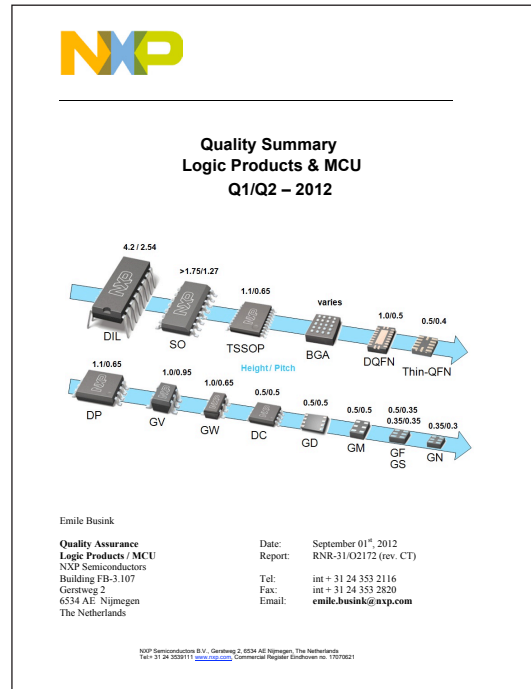 NXP
Quality Summary
Logic Products & MCU
Q1/Q2 – 2012
4.2 / 2.54
>1.75/1.27
1.1/0.65
varies
1.0/0.5
0.5/0.4
NXP
NXP
NXP
DIL
SO
TSSOP
BGA
DQFN
Thin-QFN
Height / Pitch
1.1/0.65
1.0/0.95
1.0/0.65
0.5/0.5
0.5/0.5
0.5/0.5
0.5/0.35
0.35/0.35
0.35/0.3
NXP
NXP
NXP
NXP
DP
GV
GW
DC
GD
GM
GF
GS
GN
Emile Busink
Quality Assurance
Logic Products / MCU
NXP Semiconductors
Building FB-3.107
Gerstweg 2
6534 AE Nijmegen
The Netherlands
Date: September 01st, 2012
Report: RNR-31/O2172 (rev. CT)
Tel: int + 31 24 353 2116
Fax: int + 31 24 353 2820
Email: emile.busink@nxp.com
NXP Semiconductors B.V., Gerstweg 2, 6534 AE Nijmegen, The Netherlands
Tel:+ 31 24 3539111 www.nxp.com, Commercial Register Eindhoven no. 17070621